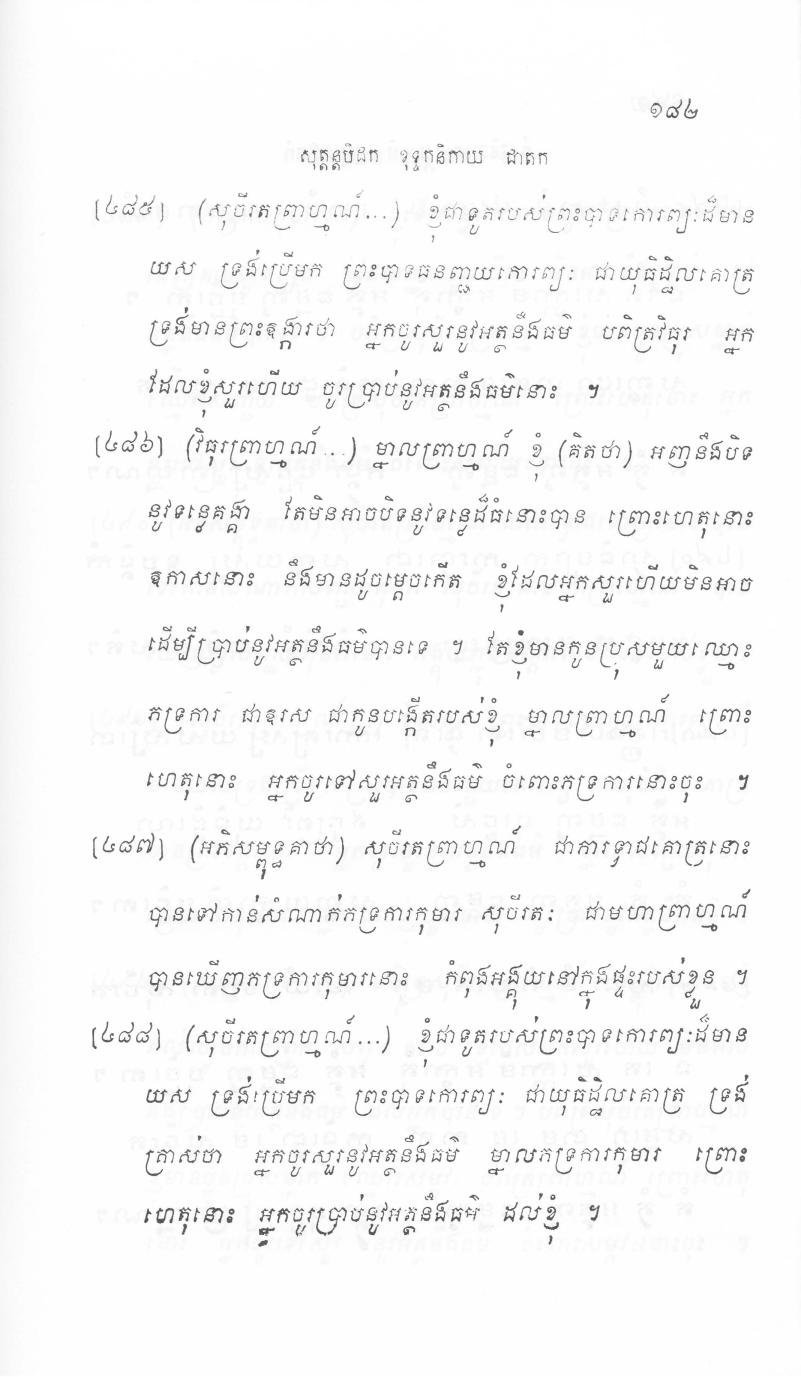 ១៨២
សុត្តន្តបិដក ខុទ្ទកនិកាយ ជាតក
[៤៨៥] (សុចីរតព្រាហ្មណ៍...) ខ្ញុំជាទូតរបស់ព្រះបាទកោរព្យៈដ៏មាន
យស ទ្រង់ប្រើមក ព្រះបាទធនញ្ជយកោរព្យៈ ជាយុធិដ្ឋិលគោត្រ
ទ្រង់មានព្រះឧង្ការថា អ្នកចូរសួរនូវអត្ថនឹងធម៌ បពិត្រវិធុរ អ្នក
ដែលខ្ញុំសួរហើយ ចូរប្រាប់នូវអត្ថនឹងធម៌នោះ ។
[៤៨៦] (វិធុរព្រាហ្មណ៍...) ម្នាលព្រាហ្មណ៍ ខ្ញុំ (គិតថា) អញនឹងបិទ
នូវទន្លេគង្គា តែមិនអាចបិទនូវទន្លេដ៏ធំនោះបាន ព្រោះហេតុនោះ
ឧកាសនោះ នឹងមានដូចម្តេចកើត ខ្ញុំដែលអ្នកសួរហើយមិនអាច
ដើម្បីប្រាប់នូវអត្ថនឹងធម៌បានទេ ។ តែខ្ញុំមានកូនប្រុសមួយឈ្មោះ
ភទ្រការ ជាឱរស ជាកូនបង្កើតរបស់ខ្ញុំ ម្នាលព្រាហ្មណ៍ ព្រោះ
ហេតុនោះ អ្នកចូរទៅសួរអត្ថនឹងធម៌ ចំពោះភទ្រការនោះចុះ ។
[៤៨៧] (អភិសម្ពុទ្ធគាថា) សុចីរតព្រាហ្មណ៍ ជាភារទ្វាជគោត្រនោះ
បានទៅកាន់សំណាក់ភទ្រការកុមារ សុចីរតៈ ជាមហាព្រាហ្មណ៍
បានឃើញភទ្រការកុមារនោះ កំពុងអង្គុយនៅក្នុងផ្ទះរបស់ខ្លួន ។
[៤៨៨] (សុចីរតព្រាហ្មណ៍...) ខ្ញុំជាទូតរបស់ព្រះបាទកោរព្យៈដ៏មាន
យស ទ្រង់ប្រើមក ព្រះបាទកោរព្យៈ ជាយុធិដ្ឋិលគោត្រ ទ្រង់
ត្រាស់ថា អ្នកចូរសួរនូវអត្ថនឹងធម៌ ម្នាលភទ្រការកុមារ ព្រោះ
ហេតុនោះ អ្នកចូរប្រាប់នូវអត្ថនឹងធម៌ ដល់ខ្ញុំ ។